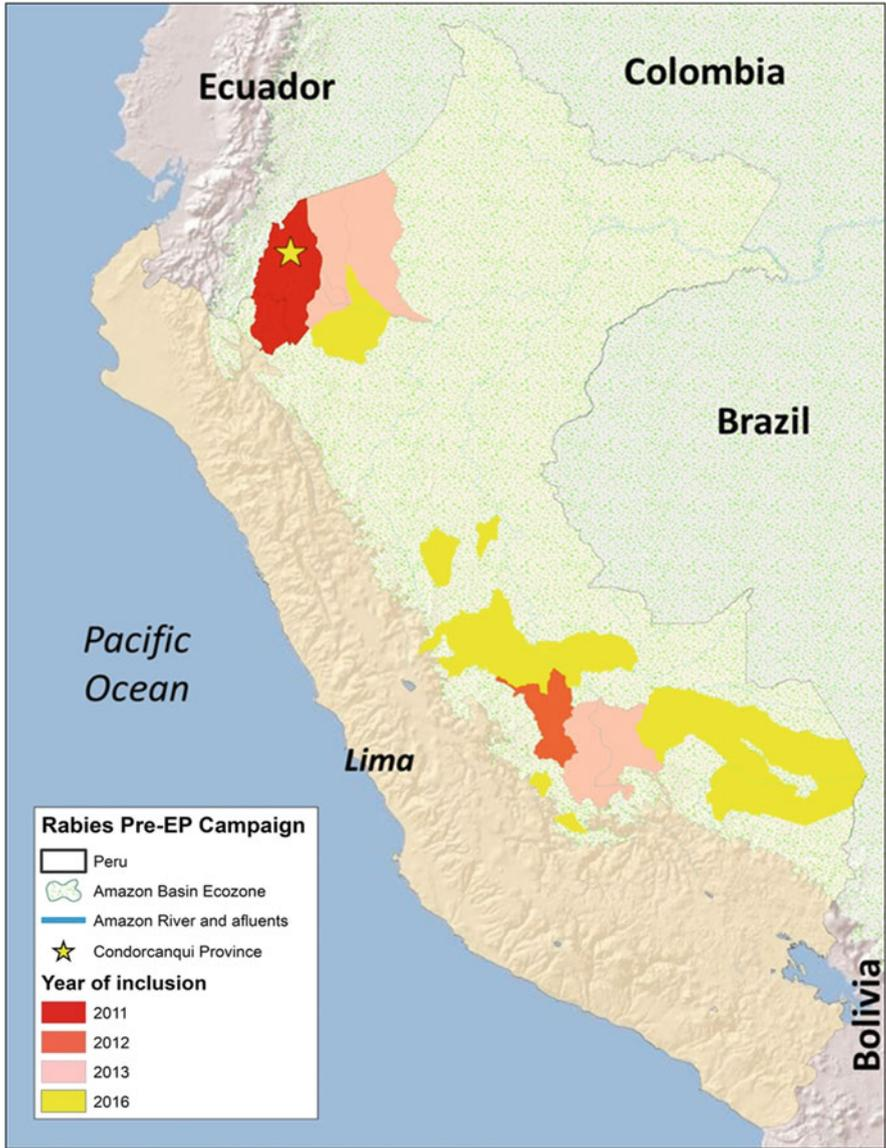 Ecuador
Colombia
Brazil
Pacific
Ocean
Lima
Bolivia
Rabies Pre-EP Campaign
Peru
Amazon Basin Ecozone
Amazon River and afluents
Condorcanqui Province
Year of inclusion
2011
2012
2013
2016